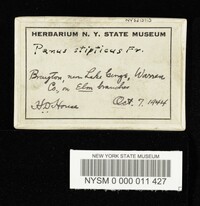 HERBARIUM N. Y. STATE MUSEUM
Panus stipticus Fr.
near Lake George, Warren
Co, on Elm branches
H. D. House Oct. 7, 1944
NEW YORK STATE MUSEUM
NYSM 0 000 011 427